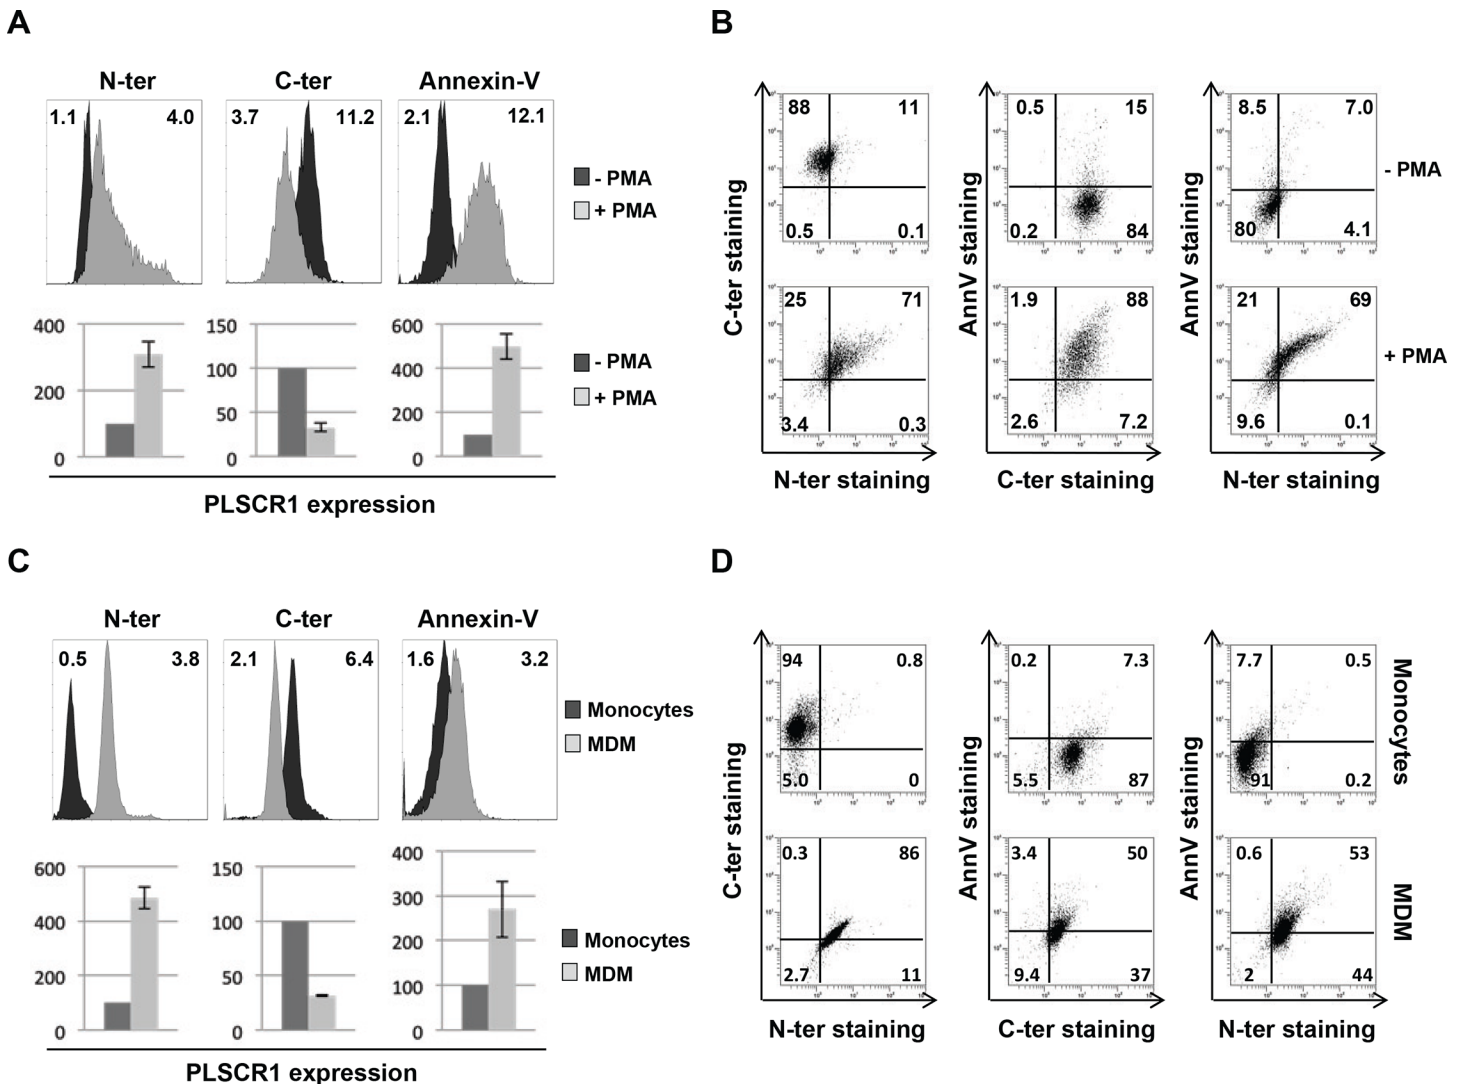 A
N-ter
C-ter
Annexin-V
1.1 4.0
3.7 11.2
2.1 12.1
- PMA
+ PMA
400
200
0
150
100
50
0
600
400
200
0
- PMA
+ PMA
PLSCR1 expression
B
C-ter staining
88 11
0.5 0.1
25 71
3.4 0.3
N-ter staining
AnnV staining
0.5 15
0.2 84
1.9 88
2.6 7.2
C-ter staining
AnnV staining
8.5 7.0
80 4.1
21 69
9.6 0.1
N-ter staining
- PMA
+ PMA
C
N-ter
C-ter
Annexin-V
0.5 3.8
2.1 6.4
1.6 3.2
Monocytes
MDM
600
400
200
0
150
100
50
0
400
300
200
100
0
Monocytes
MDM
PLSCR1 expression
D
C-ter staining
94 0.8
5.0 0
0.3 86
2.7 11
N-ter staining
AnnV staining
0.2 7.3
5.5 87
3.4 50
9.4 37
C-ter staining
AnnV staining
7.7 0.5
91 0.2
0.6 53
2 44
N-ter staining
Monocytes
MDM